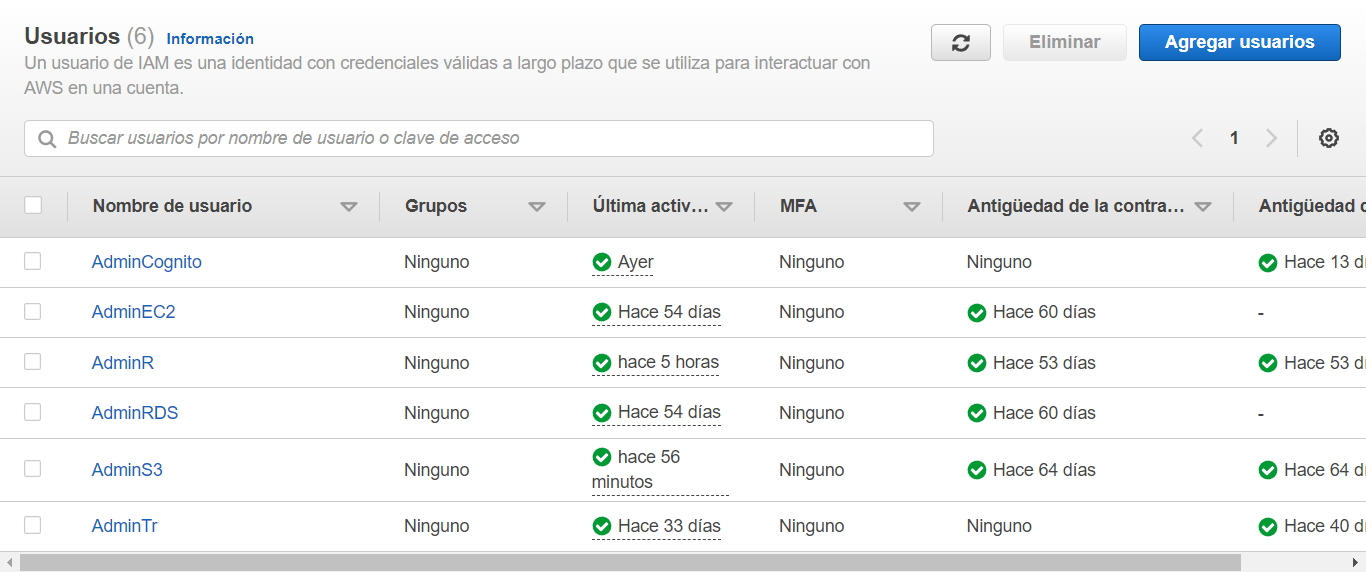 Usuarios (6) Información
Un usuario de IAM es una identidad con credenciales válidas a largo plazo que se utiliza para interactuar con
AWS en una cuenta.
Eliminar
Agregar usuarios
Buscar usuarios por nombre de usuario o clave de acceso
1
Nombre de usuario Grupos Última activ... MFA Antigüedad de la contra... Antigüedad
AdminCognito Ninguno Ayer Ninguno Ninguno Hace 13
AdminEC2 Ninguno Hace 54 días Ninguno Hace 60 días -
AdminR Ninguno hace 5 horas Ninguno Hace 53 días Hace 53
AdminRDS Ninguno Hace 54 días Ninguno Hace 60 días -
AdminS3 Ninguno hace 56
minutos Ninguno Hace 64 días Hace 64
AdminTr Ninguno Hace 33 días Ninguno Ninguno Hace 40